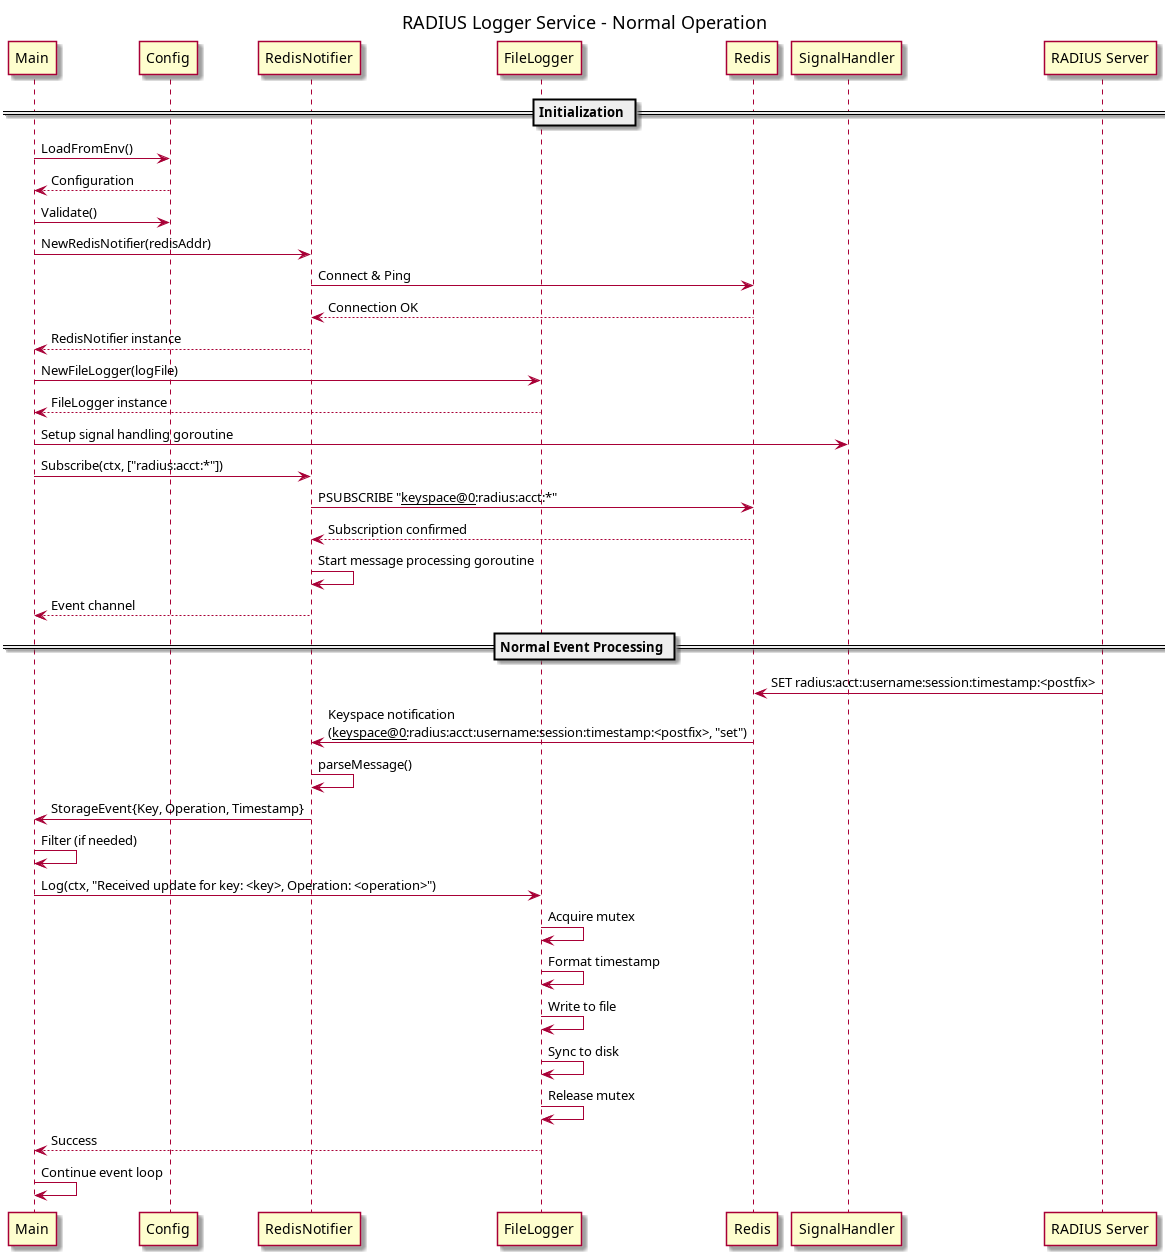 RADIUS Logger Service - Normal Operation
Main Config RedisNotifier FileLogger Redis SignalHandler RADIUS Server
Initialization
LoadFromEnv()
Configuration
Validate()
NewRedisNotifier(redisAddr)
Connect & Ping
Connection OK
RedisNotifier instance
NewFileLogger(logFile)
FileLogger instance
Setup signal handling goroutine
Subscribe(ctx, ["radius:acct:*"])
PSUBSCRIBE "keyspace@0:radius:acct:*"
Subscription confirmed
Start message processing goroutine
Event channel
Normal Event Processing
SET radius:acct:username:session:timestamp:<postfix>
Keyspace notification
(keyspace@0:radius:acct:username:session:timestamp:<postfix>, "set")
parseMessage()
StorageEvent{Key, Operation, Timestamp}
Filter (if needed)
Log(ctx, "Received update for key: <key>, Operation: <operation>")
Acquire mutex
Format timestamp
Write to file
Sync to disk
Release mutex
Success
Continue event loop
Main Config RedisNotifier FileLogger Redis SignalHandler RADIUS Server